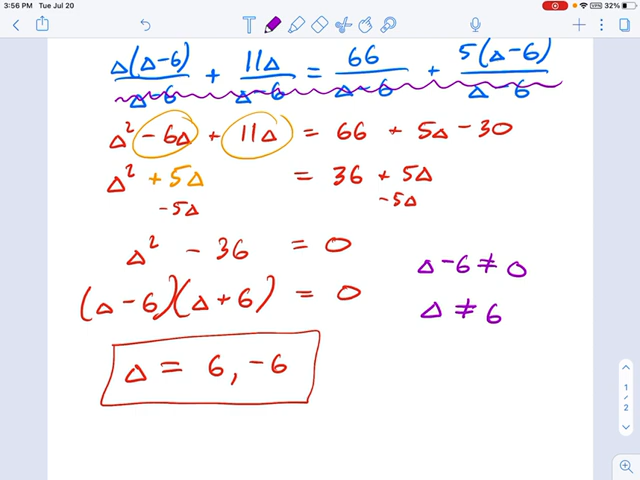 3:56 PM Tue Jul 20
32%
Δ(Δ-6)/Δ-6 + 11Δ/Δ-6 = 66/Δ-6 + 5(Δ-6)/Δ-6
Δ² - 6Δ + 11Δ = 66 + 5Δ - 30
Δ² + 5Δ = 36 + 5Δ
-5Δ -5Δ
Δ² - 36 = 0
(Δ-6)(Δ+6) = 0
Δ = 6, -6
Δ-6 ≠ 0
Δ ≠ 6
1/2